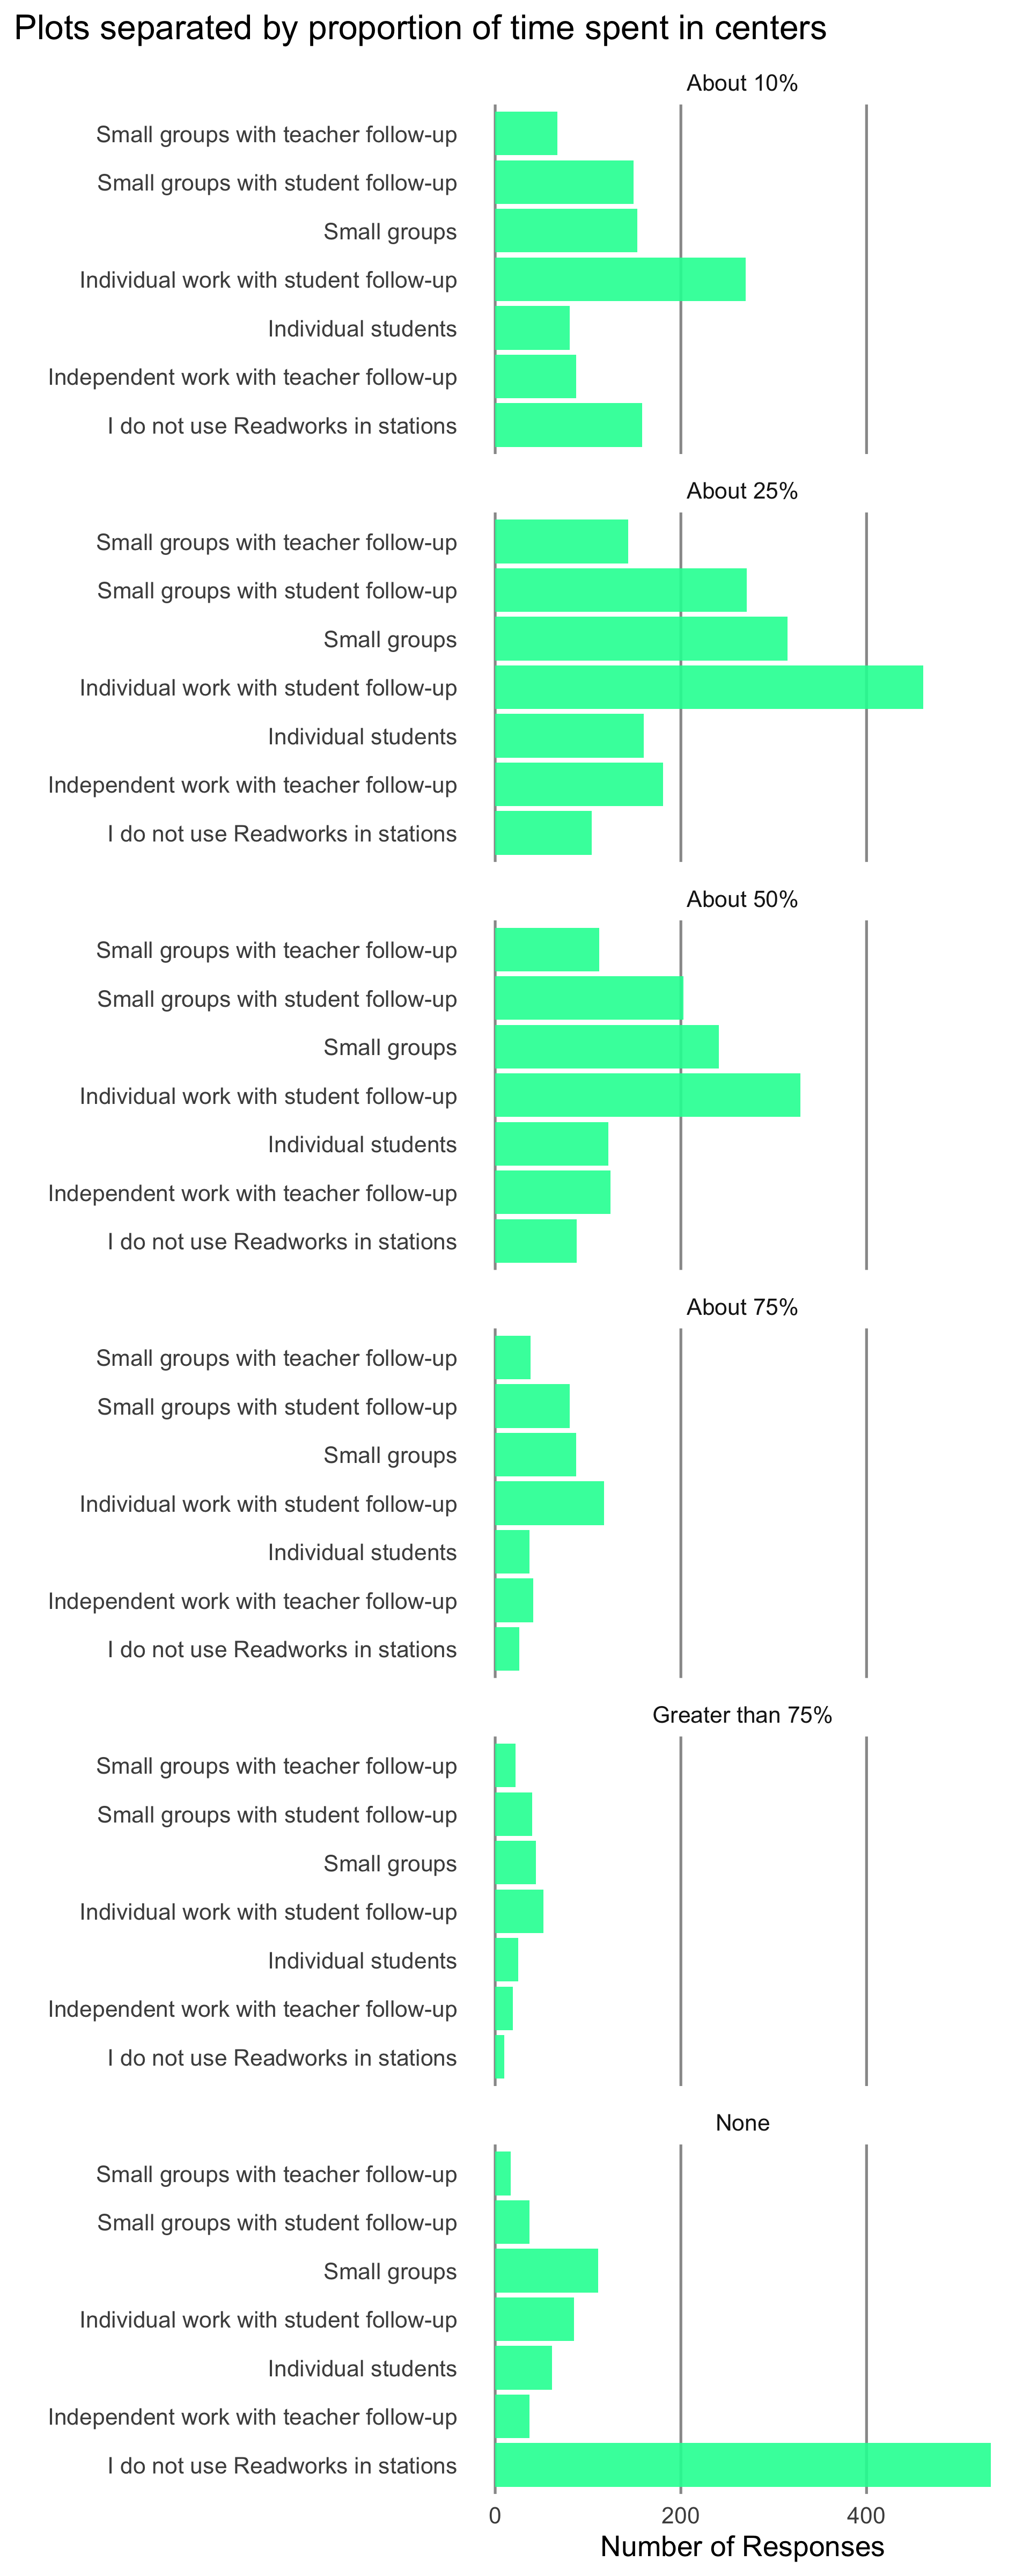 Plots separated by proportion of time spent in centers
About 10%
Small groups with teacher follow-up
Small groups with student follow-up
Small groups
Individual work with student follow-up
Individual students
Independent work with teacher follow-up
I do not use Readworks in stations
About 25%
Small groups with teacher follow-up
Small groups with student follow-up
Small groups
Individual work with student follow-up
Individual students
Independent work with teacher follow-up
I do not use Readworks in stations
About 50%
Small groups with teacher follow-up
Small groups with student follow-up
Small groups
Individual work with student follow-up
Individual students
Independent work with teacher follow-up
I do not use Readworks in stations
About 75%
Small groups with teacher follow-up
Small groups with student follow-up
Small groups
Individual work with student follow-up
Individual students
Independent work with teacher follow-up
I do not use Readworks in stations
Greater than 75%
Small groups with teacher follow-up
Small groups with student follow-up
Small groups
Individual work with student follow-up
Individual students
Independent work with teacher follow-up
I do not use Readworks in stations
None
Small groups with teacher follow-up
Small groups with student follow-up
Small groups
Individual work with student follow-up
Individual students
Independent work with teacher follow-up
I do not use Readworks in stations
0 200 400
Number of Responses